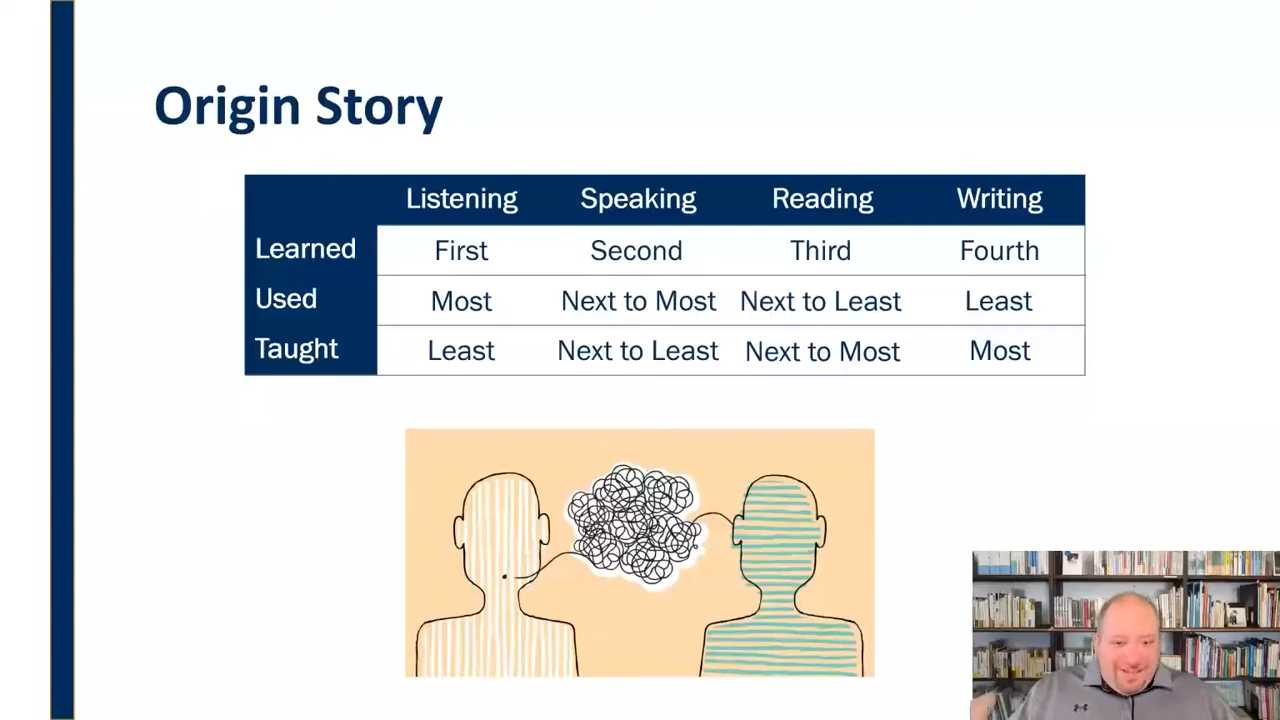 Origin Story
Listening Speaking Reading Writing
Learned First Second Third Fourth
Used Most Next to Most Next to Least Least
Taught Least Next to Least Next to Most Most